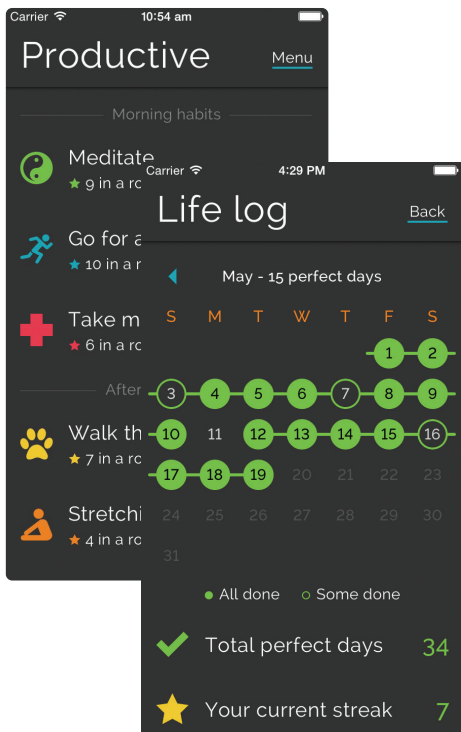 Carrier 10:54 am
Productive Menu
Morning habits
Meditate
9 in a ro
Go for a
10 in a r
Take m
6 in a ro
After
Walk th
7 in a ro
Stretchi
4 in a ro
Carrier 4:29 PM
Life log Back
May - 15 perfect days
S M T W T F S
1 2
3 4 5 6 7 8 9
10 11 12 13 14 15 16
17 18 19 20 21 22 23
24 25 26 27 28 29 30
31
All done Some done
Total perfect days 34
Your current streak 7